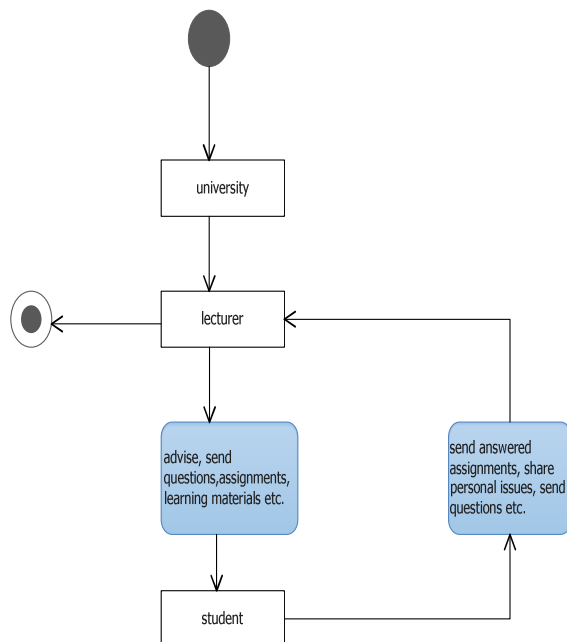 university
lecturer
advise, send
questions,assignments,
learning materials etc.
send answered
assignments, share
personal issues, send
questions etc.
student